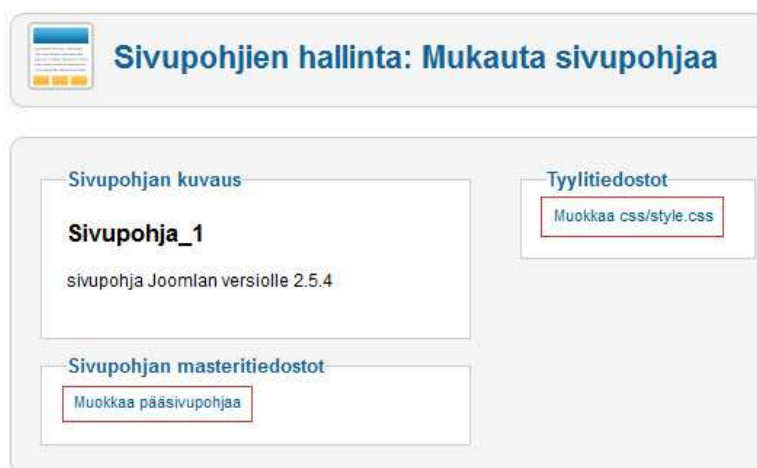 Sivupohjien hallinta: Mukauta sivupohjaa
Sivupohjan kuvaus
Sivupohja_1
sivupohja Joomlan versiolle 2.5.4
Sivupohjan masteritiedostot
Muokkaa pääsivupohjaa
Tyylitiedostot
Muokkaa css/style.css